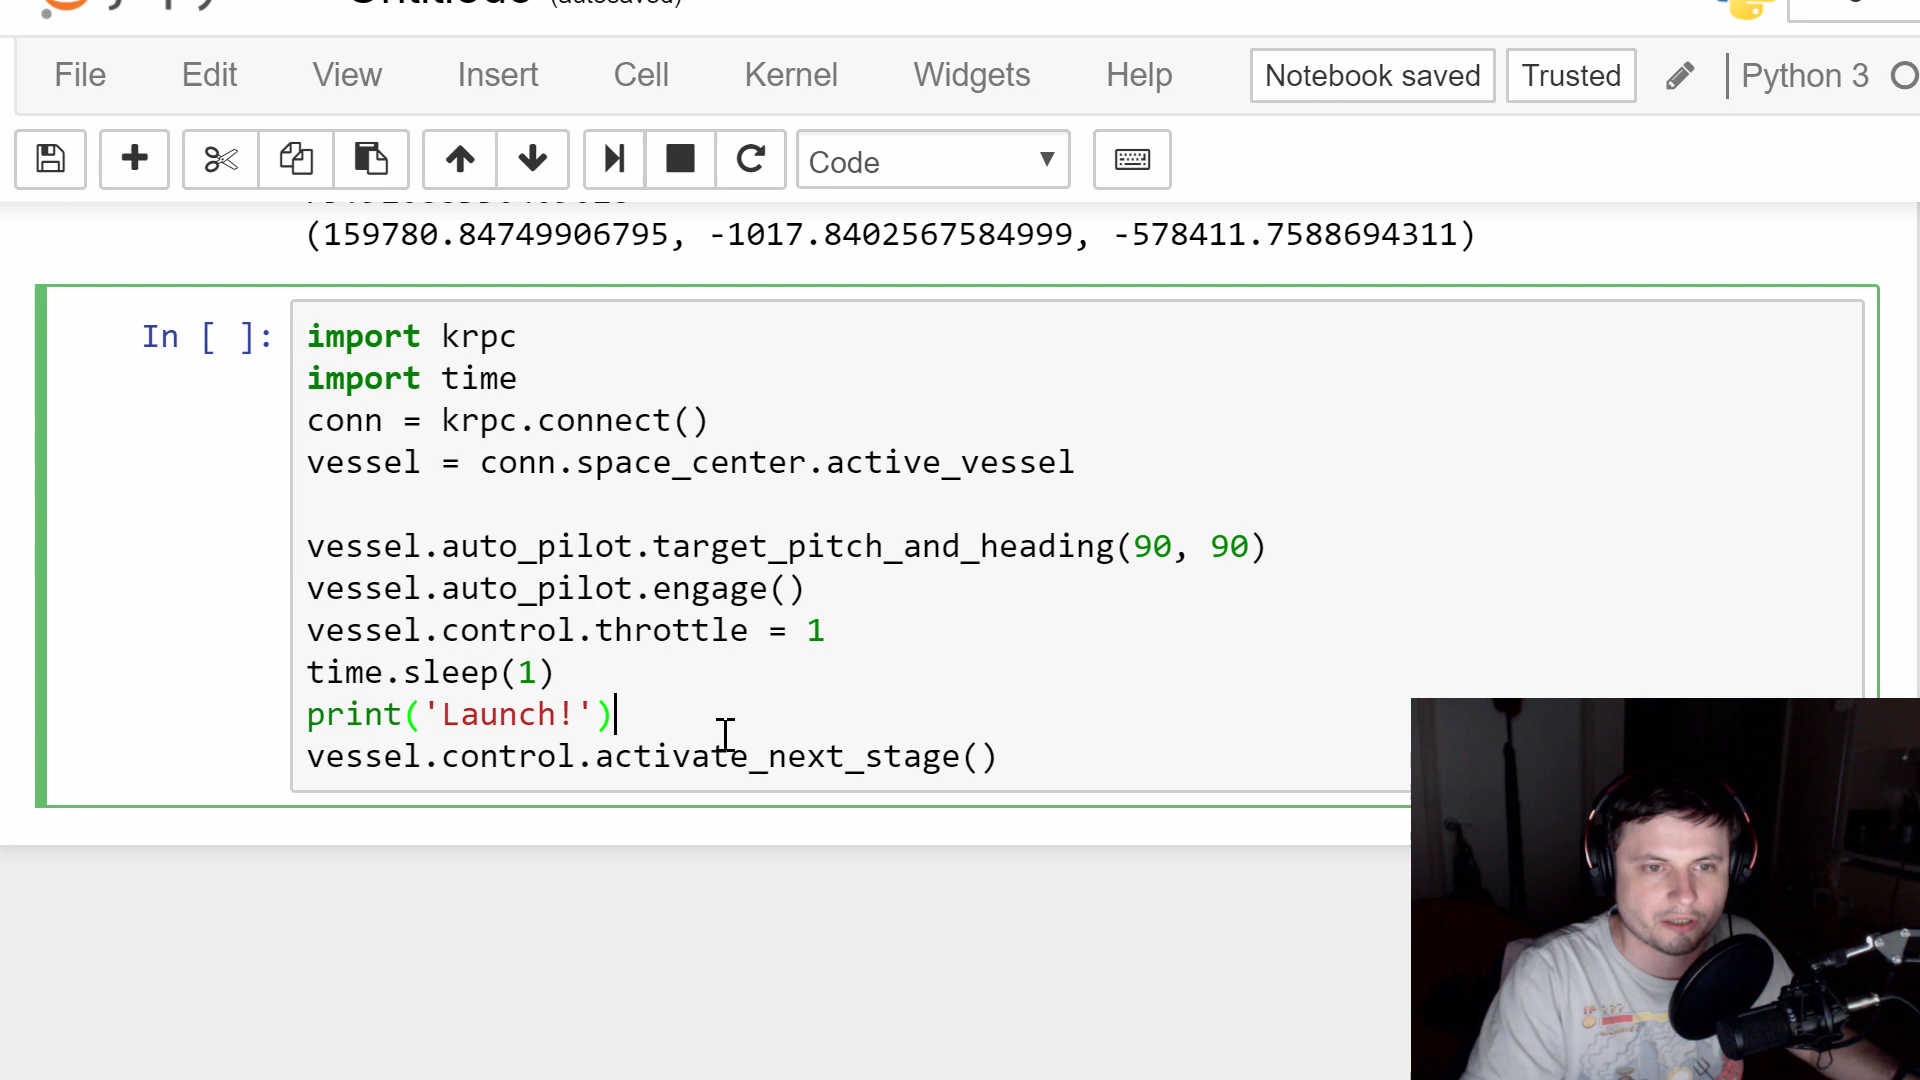 (autosaved)
File Edit View Insert Cell Kernel Widgets Help Notebook saved Trusted Python 3
Code
(159780.84749906795, -1017.8402567584999, -578411.7588694311)
In [ ]:
import krpc
import time
conn = krpc.connect()
vessel = conn.space_center.active_vessel
vessel.auto_pilot.target_pitch_and_heading(90, 90)
vessel.auto_pilot.engage()
vessel.control.throttle = 1
time.sleep(1)
print('Launch!')
vessel.control.activate_next_stage()